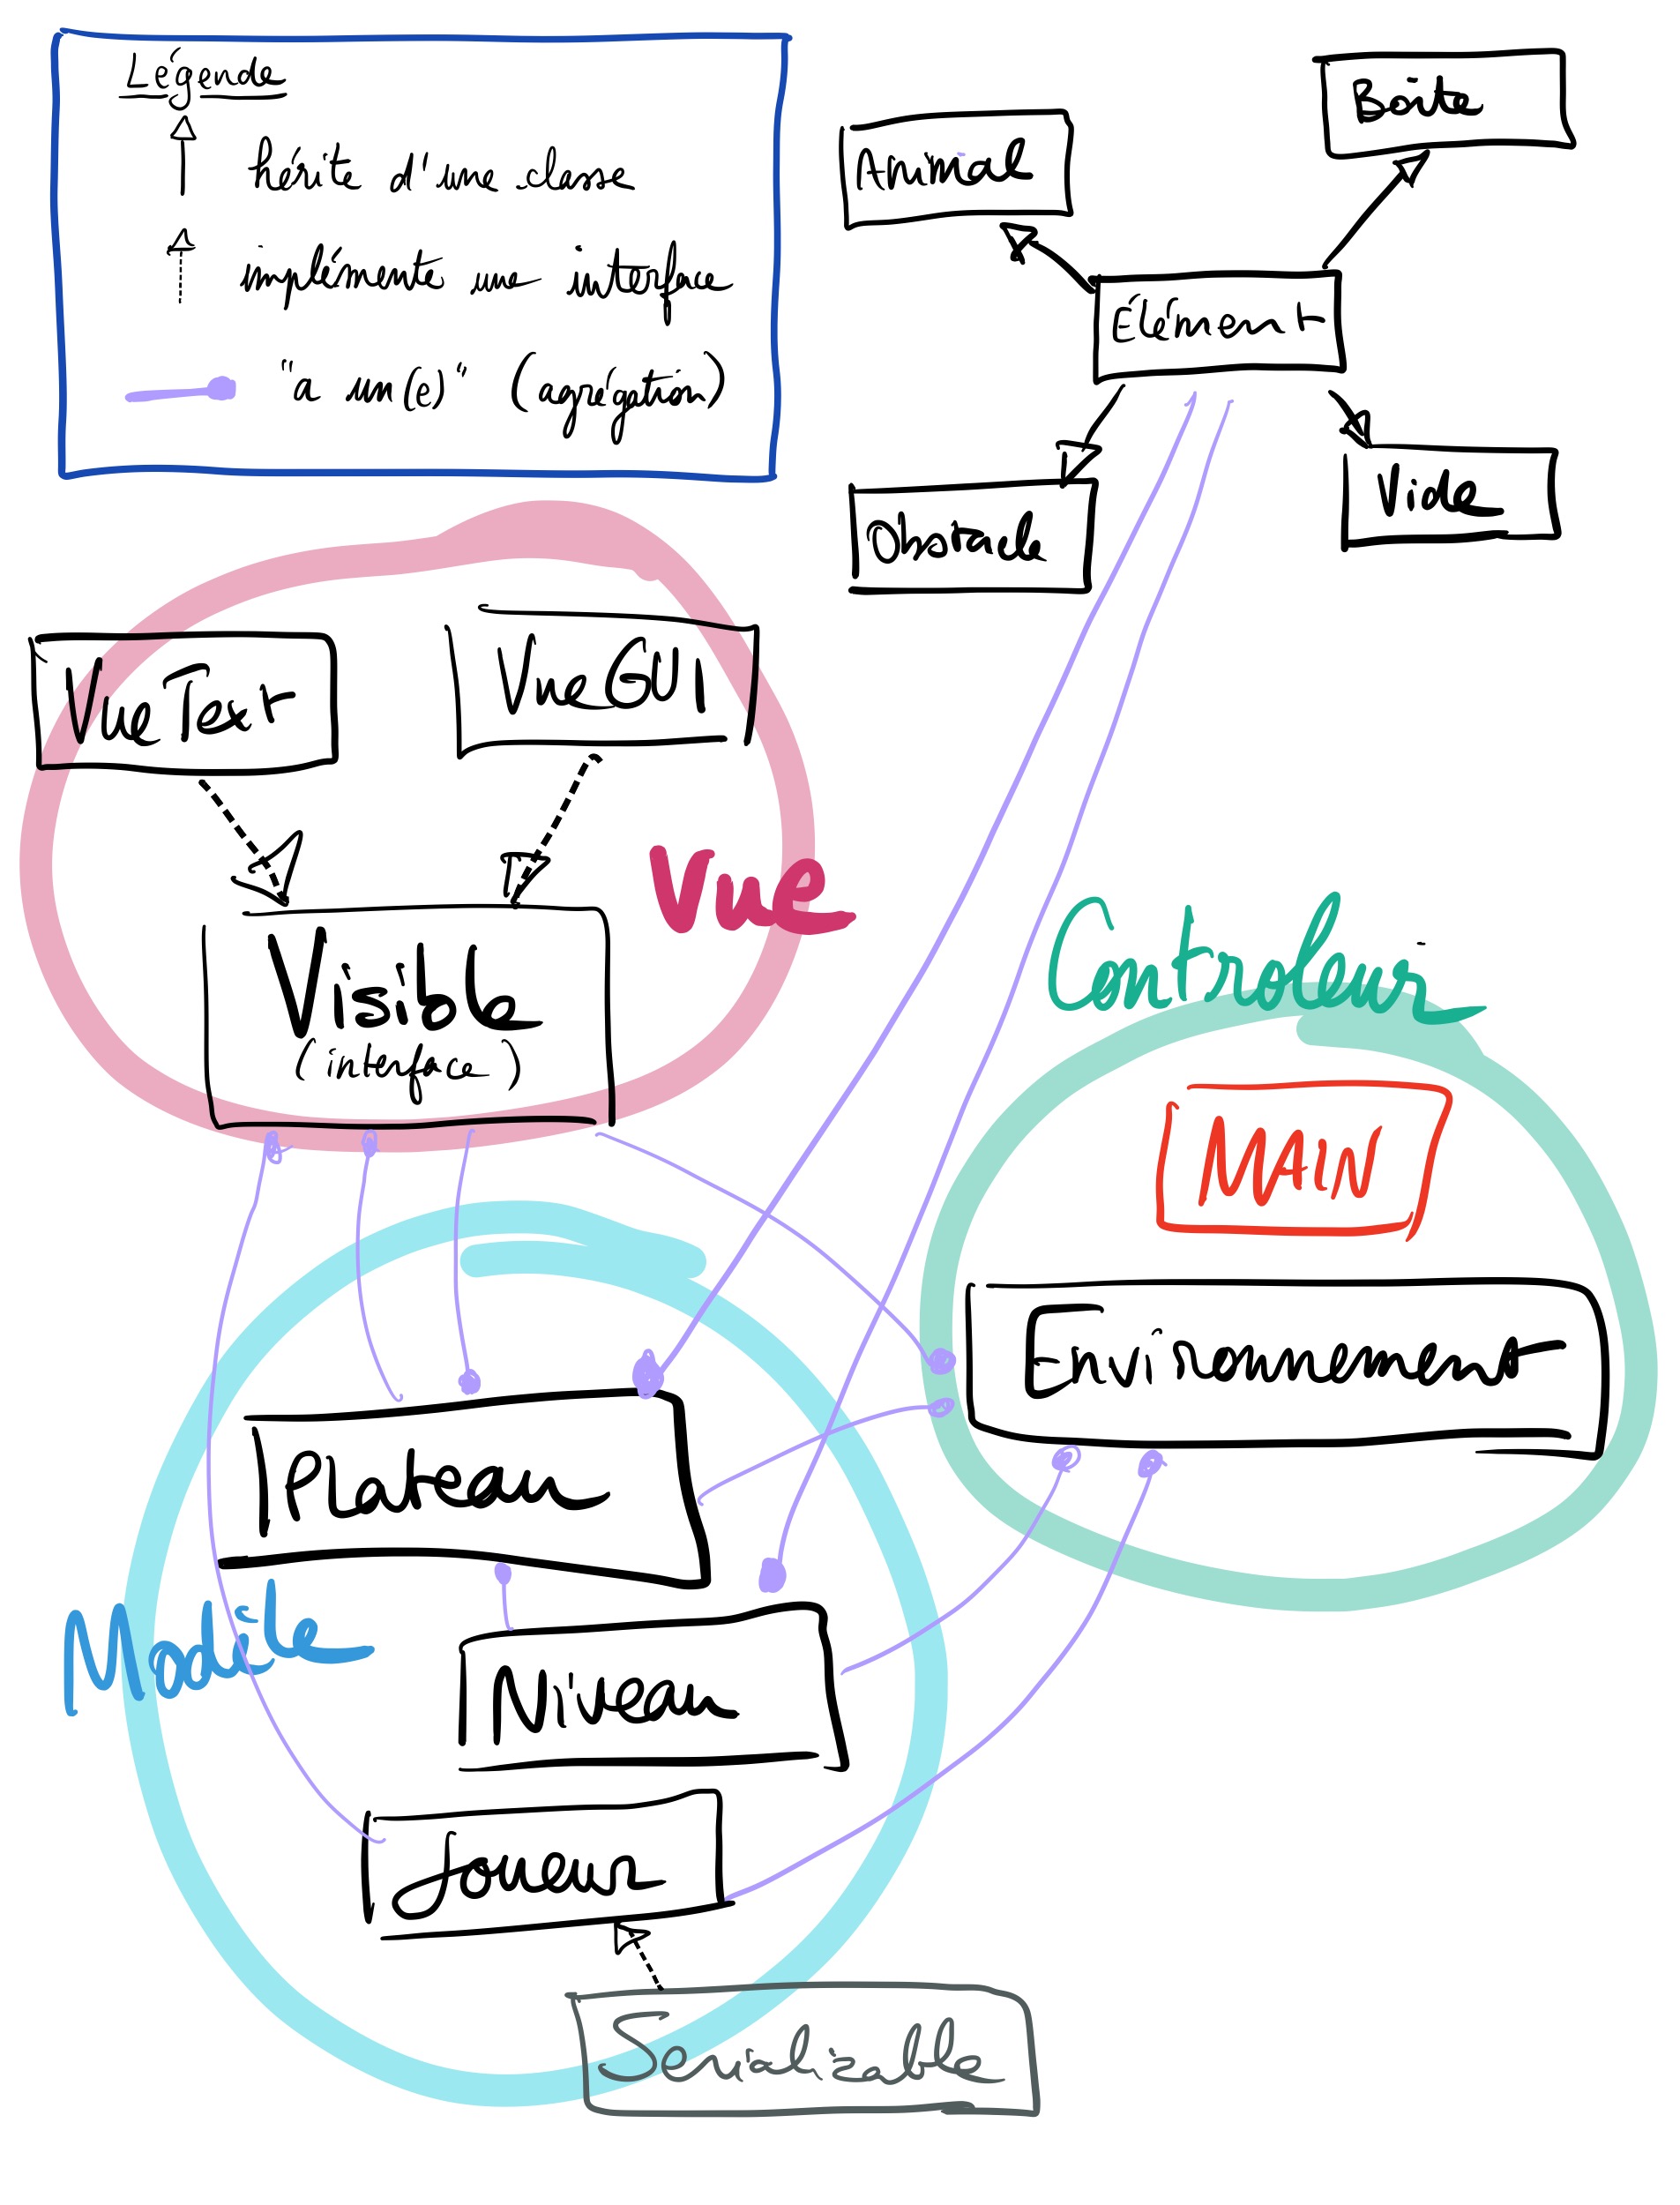 Légende
hérite d'une classe
implémente une interface
"a un(e)" (agrégation)
Animal
Boite
Élément
Obstacle
Vide
VueText
VueGUI
Vue
Visible
(interface)
Controleur
MAIN
Environnement
Plateau
Modèle
Niveau
Joueur
Serializable